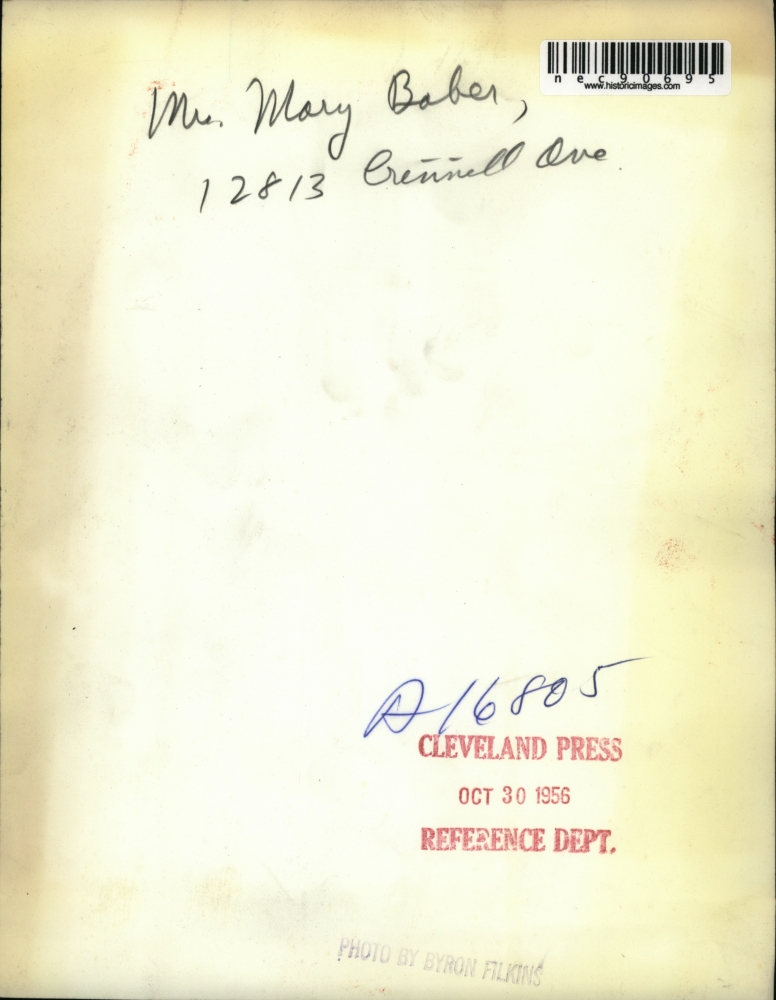 nec90695
www.historicimages.com
Mrs. Mary Baber,
12813 Crennell Ave.
A16805
CLEVELAND PRESS
OCT 30 1956
REFERENCE DEPT.
PHOTO BY BYRON FILKINS